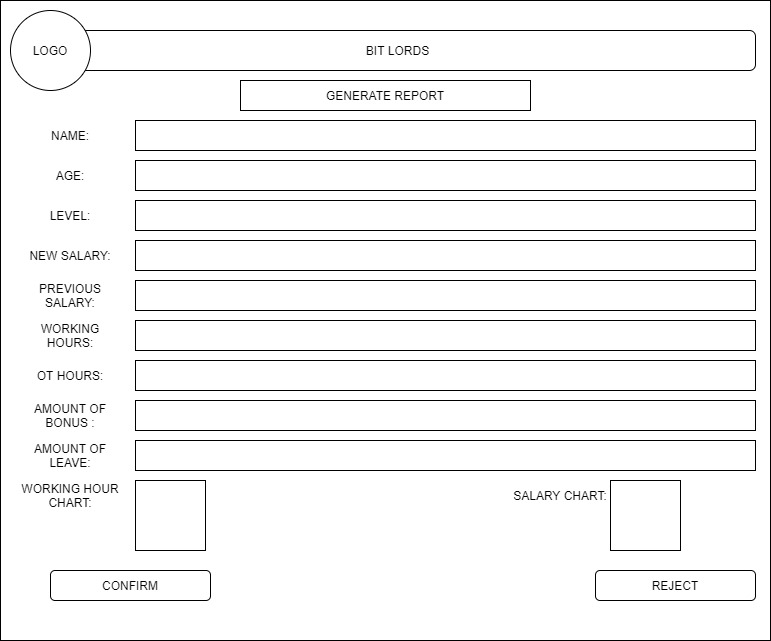 LOGO
BIT LORDS
GENERATE REPORT
NAME:
AGE:
LEVEL:
NEW SALARY:
PREVIOUS
SALARY:
WORKING
HOURS:
OT HOURS:
AMOUNT OF
BONUS :
AMOUNT OF
LEAVE:
WORKING HOUR
CHART:
SALARY CHART:
CONFIRM
REJECT